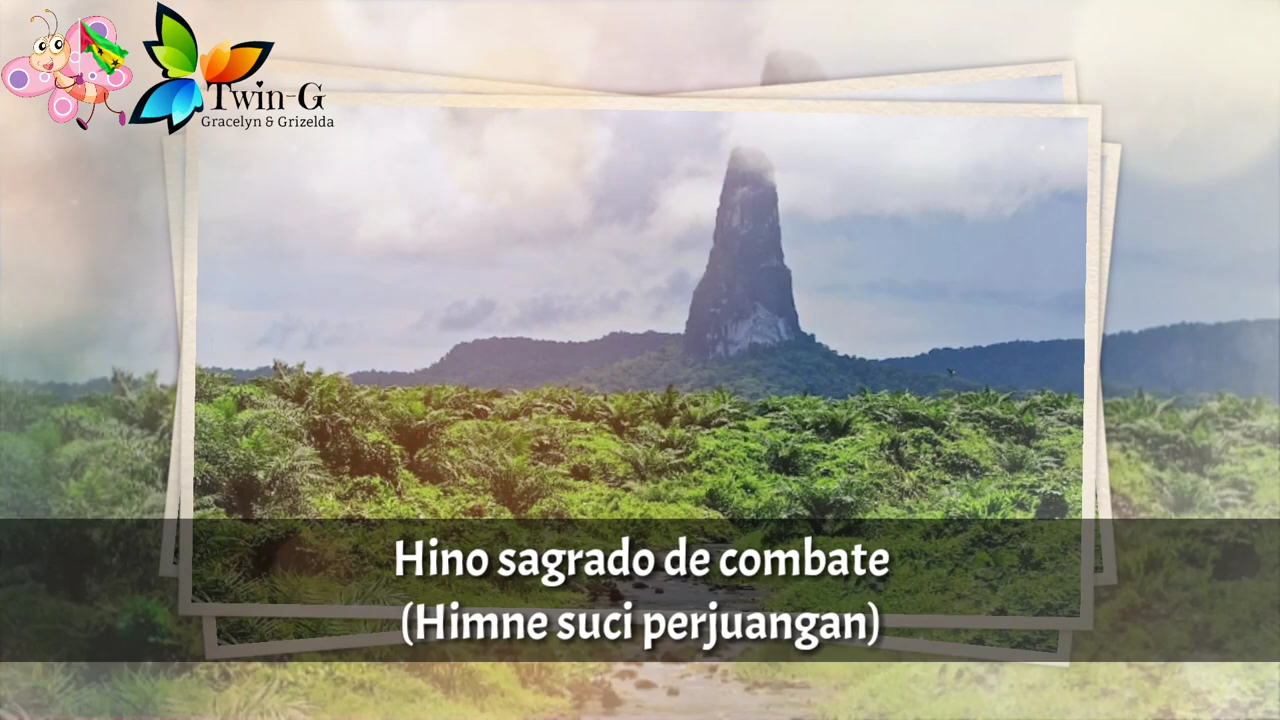 Twin-G
Gracelyn & Grizelda
Hino sagrado de combate
(Himne suci perjuangan)